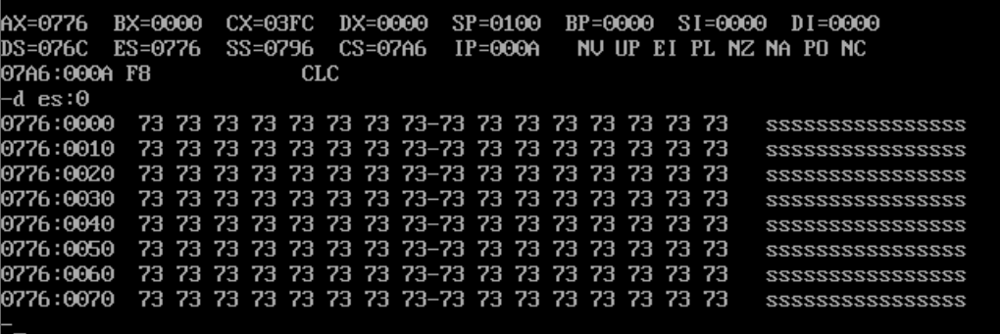 AX=0776  BX=0000  CX=03FC  DX=0000  SP=0100  BP=0000  SI=0000  DI=0000
DS=076C  ES=0776  SS=0796  CS=07A6  IP=000A   NV UP EI PL NZ NA PO NC
07A6:000A F8            CLC
-d es:0
0776:0000  73 73 73 73 73 73 73 73-73 73 73 73 73 73 73 73   ssssssssssssssss
0776:0010  73 73 73 73 73 73 73 73-73 73 73 73 73 73 73 73   ssssssssssssssss
0776:0020  73 73 73 73 73 73 73 73-73 73 73 73 73 73 73 73   ssssssssssssssss
0776:0030  73 73 73 73 73 73 73 73-73 73 73 73 73 73 73 73   ssssssssssssssss
0776:0040  73 73 73 73 73 73 73 73-73 73 73 73 73 73 73 73   ssssssssssssssss
0776:0050  73 73 73 73 73 73 73 73-73 73 73 73 73 73 73 73   ssssssssssssssss
0776:0060  73 73 73 73 73 73 73 73-73 73 73 73 73 73 73 73   ssssssssssssssss
0776:0070  73 73 73 73 73 73 73 73-73 73 73 73 73 73 73 73   ssssssssssssssss
-